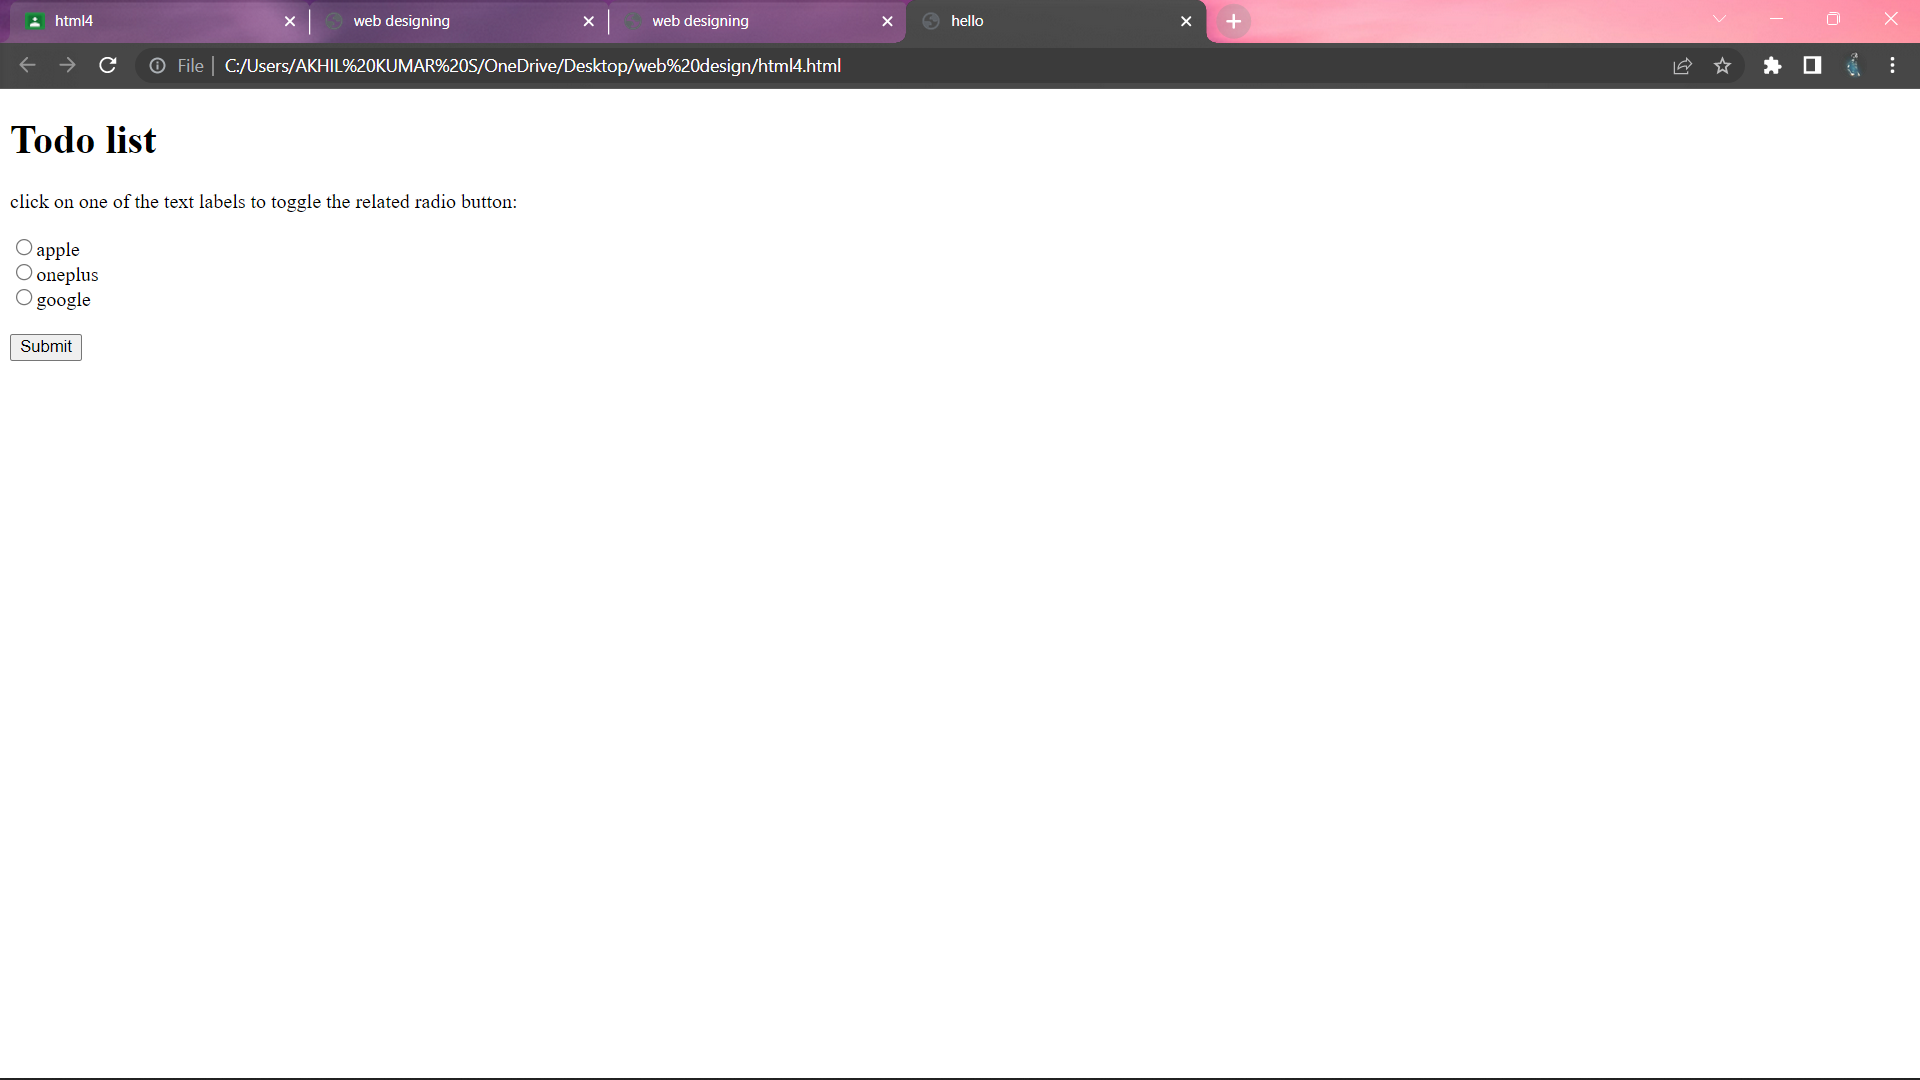 html4
web designing
web designing
hello
File
C:/Users/AKHIL%20KUMAR%20S/OneDrive/Desktop/web%20design/html4.html
Todo list
click on one of the text labels to toggle the related radio button:
apple
oneplus
google
Submit